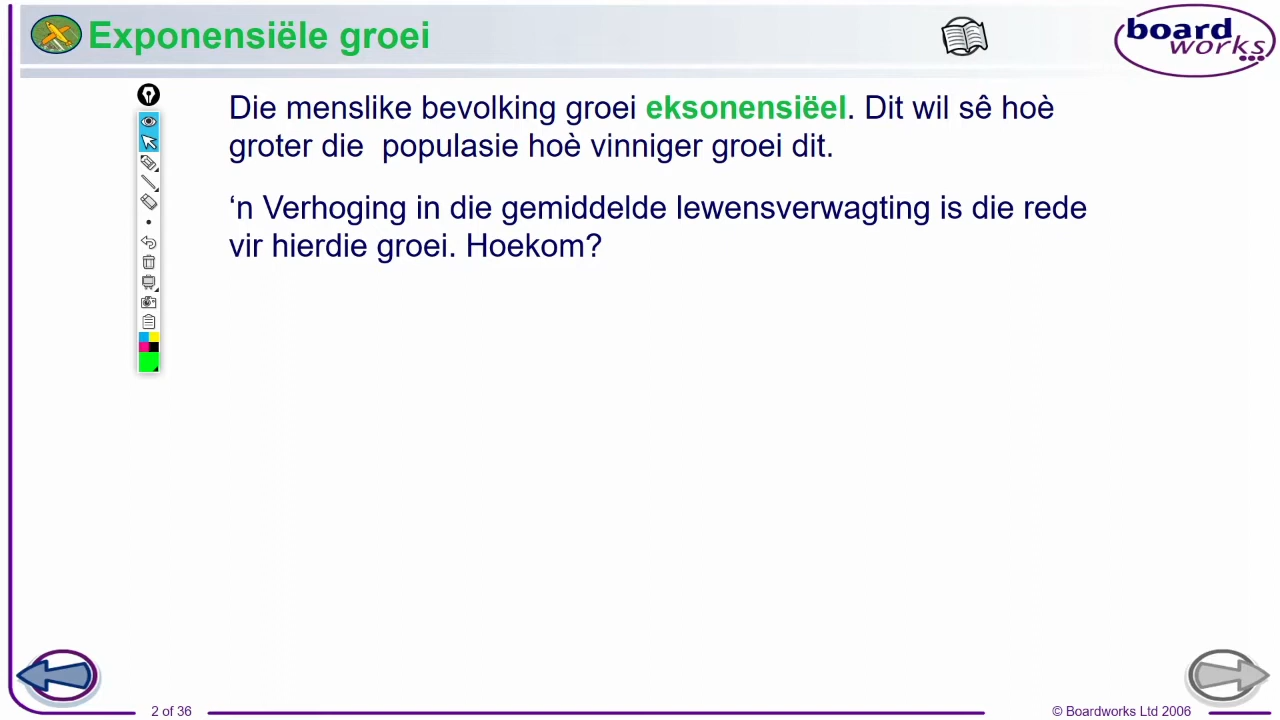 Exponensiële groei
board
works
Die menslike bevolking groei eksonensiëel. Dit wil sê hoè
groter die populasie hoè vinniger groei dit.
‘n Verhoging in die gemiddelde lewensverwagting is die rede
vir hierdie groei. Hoekom?
2 of 36
© Boardworks Ltd 2006